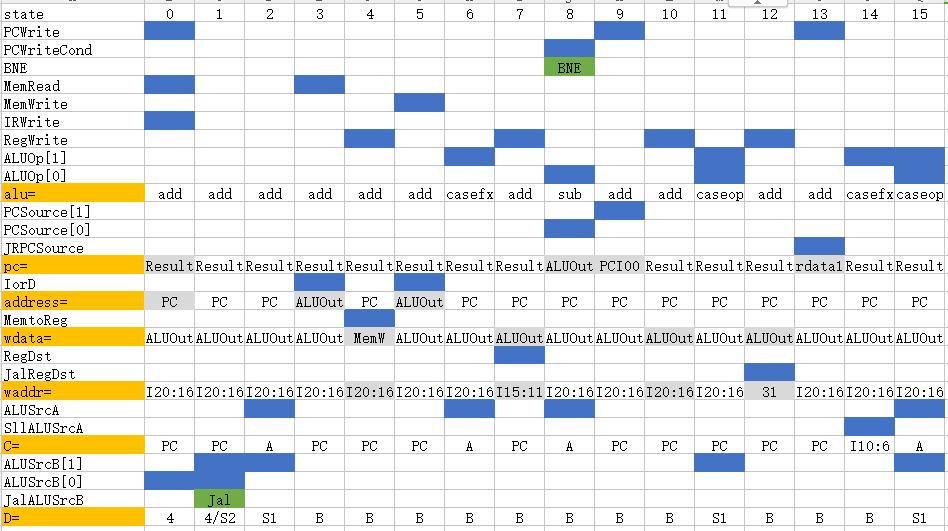 state 0 1 2 3 4 5 6 7 8 9 10 11 12 13 14 15
PCWrite
PCWriteCond
BNE BNE
MemRead
MemWrite
IRWrite
RegWrite
ALUOp[1]
ALUOp[0]
alu= add add add add add add casefx add sub add add caseop add add casefx caseop
PCSource[1]
PCSource[0]
JRPCSource
pc= Result Result Result Result Result Result Result Result ALUOut PCI00 Result Result Result rdata1 Result Result
IorD
address= PC PC PC ALUOut PC ALUOut PC PC PC PC PC PC PC PC PC PC
MemtoReg
wdata= ALUOut ALUOut ALUOut ALUOut MemW ALUOut ALUOut ALUOut ALUOut ALUOut ALUOut ALUOut ALUOut ALUOut ALUOut ALUOut
RegDst
JalRegDst
waddr= I20:16 I20:16 I20:16 I20:16 I20:16 I20:16 I20:16 I15:11 I20:16 I20:16 I20:16 I20:16 31 I20:16 I20:16 I20:16
ALUSrcA
SllALUSrcA
C= PC PC A PC PC PC A PC A PC PC PC PC PC I10:6 A
ALUSrcB[1]
ALUSrcB[0]
JalALUSrcB Jal
D= 4 4/S2 S1 B B B B B B B B S1 B B B S1